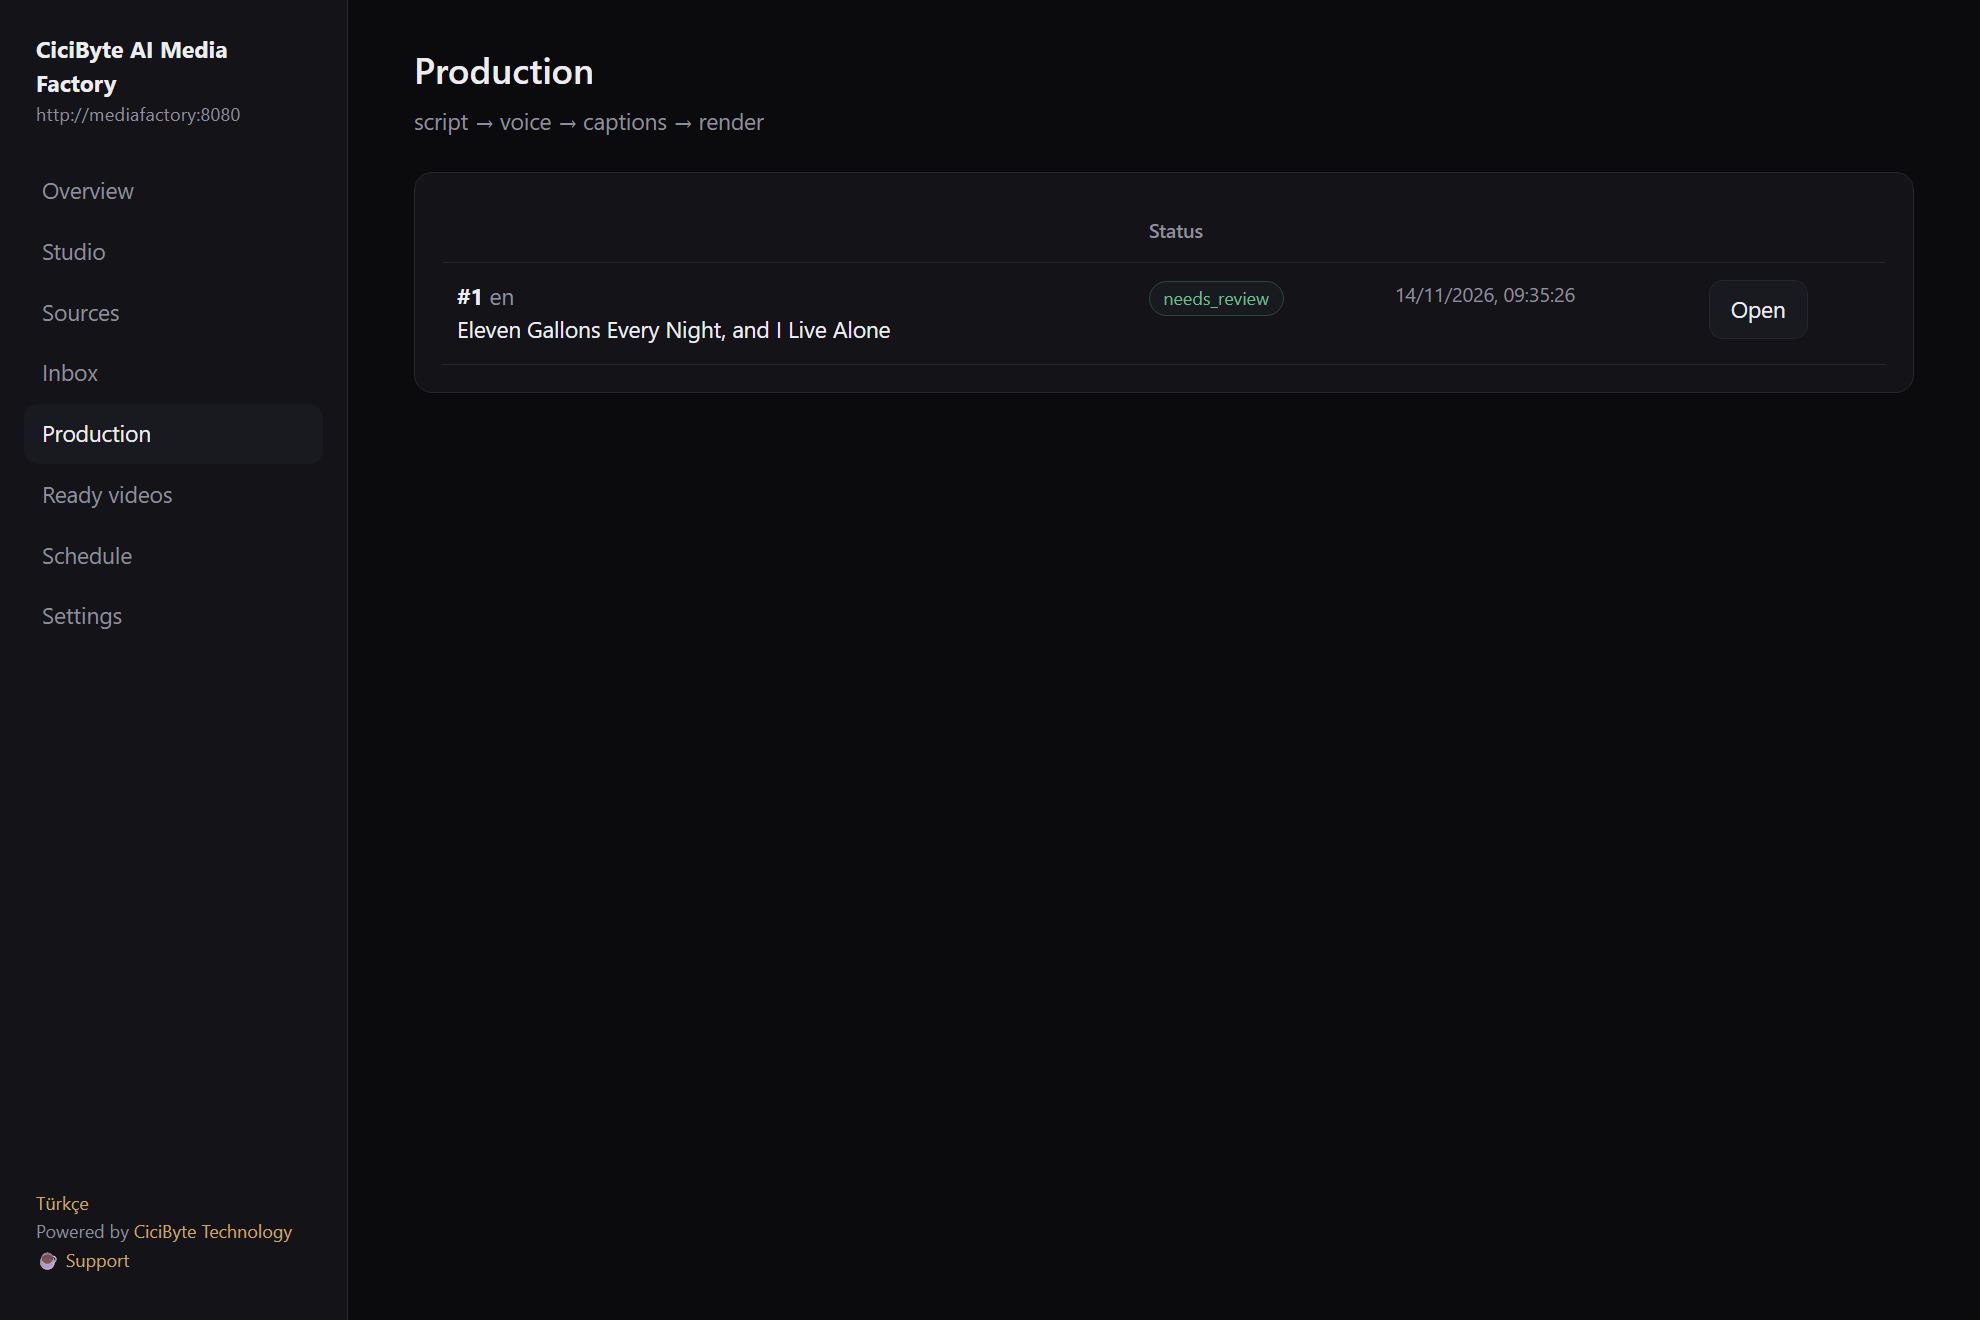 CiciByte AI Media
Factory
http://mediafactory:8080
Overview
Studio
Sources
Inbox
Production
Ready videos
Schedule
Settings
Türkçe
Powered by CiciByte Technology
Support
Production
script → voice → captions → render
Status
#1 en
Eleven Gallons Every Night, and I Live Alone
needs_review
14/11/2026, 09:35:26
Open